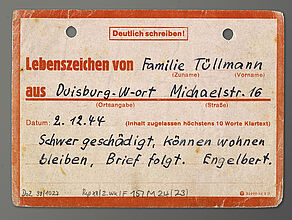 Deutlich schreiben!
Lebenszeichen von Familie Tüllmann
(Zuname) (Vorname)
aus Duisburg-W-ort Michaelstr. 16
(Ortsangabe) (Straße)
Datum: 2.12.44 (Inhalt zugelassen höchstens 10 Worte Klartext)
Schwer geschädigt, können wohnen
bleiben, Brief folgt. Engelbert.